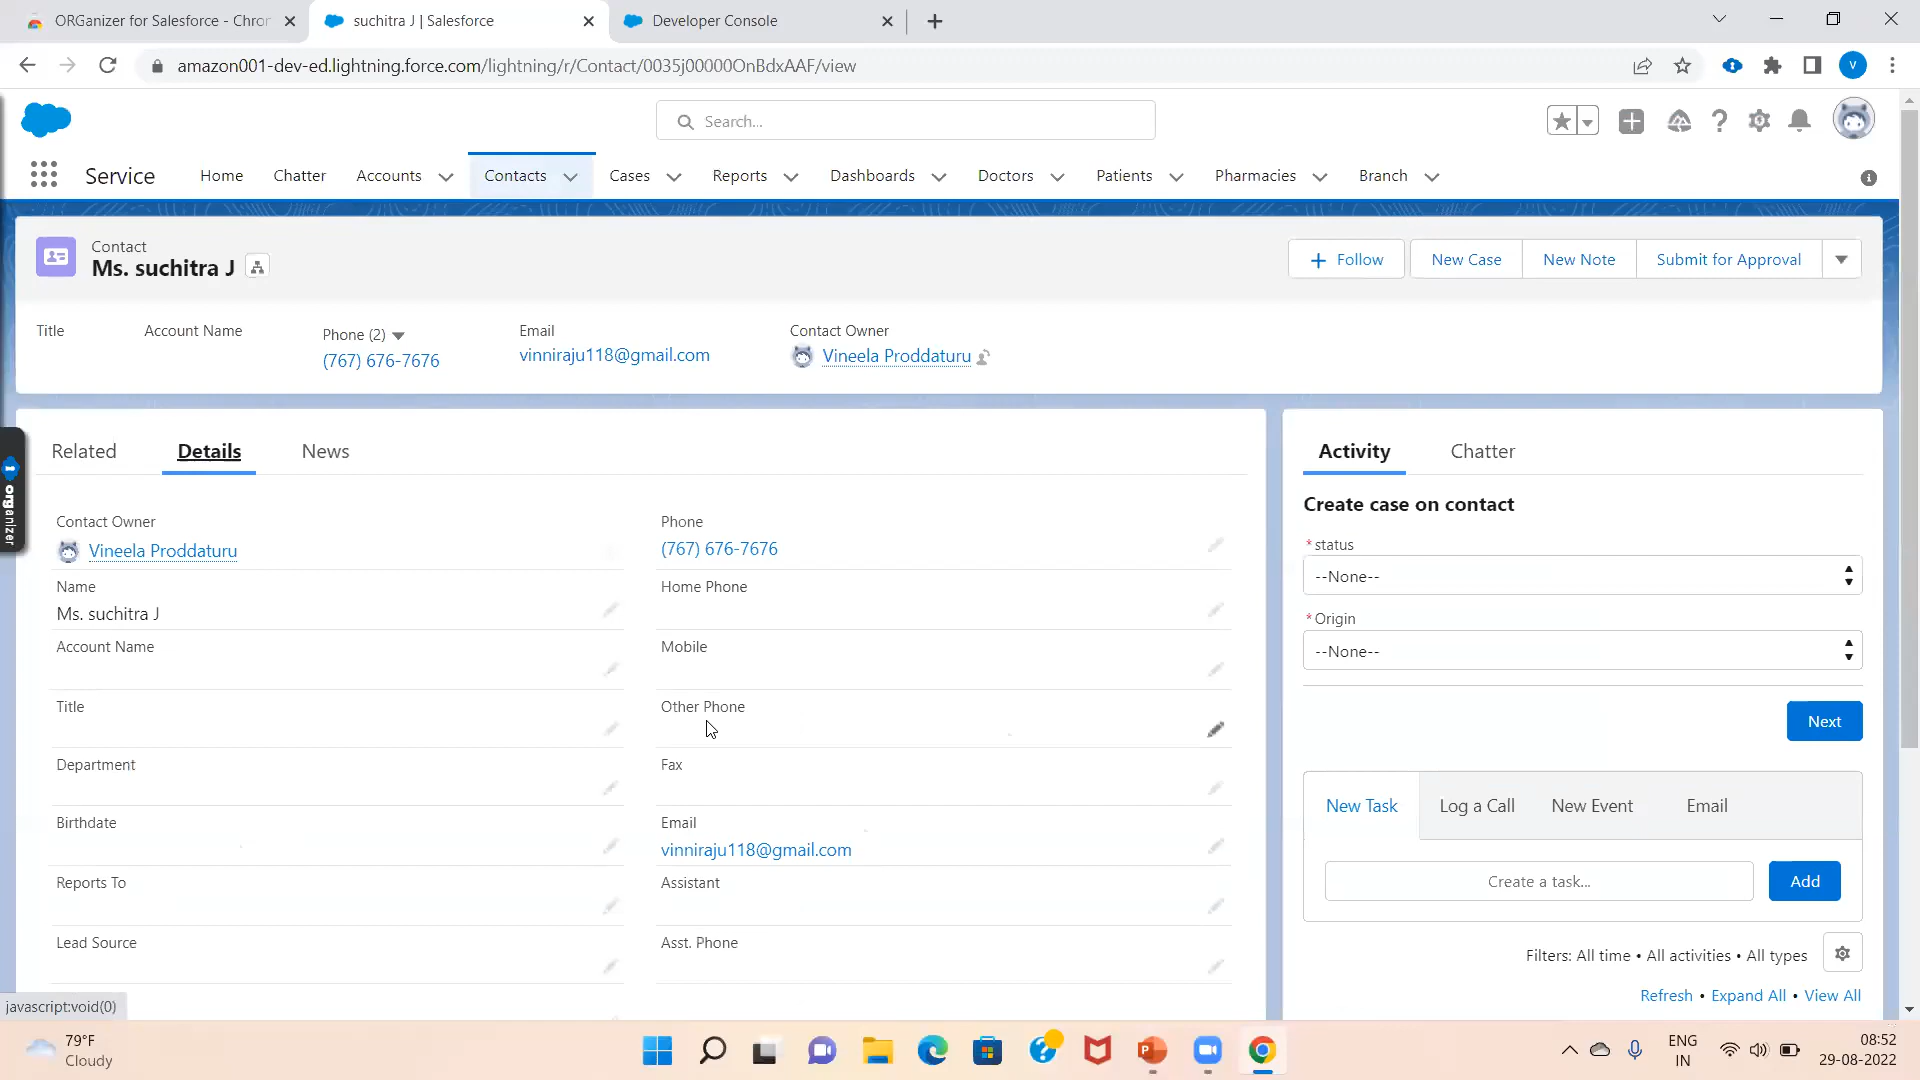 ORGanizer for Salesforce - Chror
suchitra J | Salesforce
Developer Console
amazon001-dev-ed.lightning.force.com/lightning/r/Contact/0035j00000OnBdxAAF/view
V
Search...
Service
Home
Chatter
Accounts
Contacts
Cases
Reports
Dashboards
Doctors
Patients
Pharmacies
Branch
Contact
Ms. suchitra J
Follow
New Case
New Note
Submit for Approval
Title
Account Name
Phone (2)
(767) 676-7676
Email
vinniraju118@gmail.com
Contact Owner
Vineela Proddaturu
organizer
Related
Details
News
Contact Owner
Vineela Proddaturu
Phone
(767) 676-7676
Name
Ms. suchitra J
Home Phone
Account Name
Mobile
Title
Other Phone
Department
Fax
Birthdate
Email
vinniraju118@gmail.com
Reports To
Assistant
Lead Source
Asst. Phone
Activity
Chatter
Create case on contact
*status
--None--
*Origin
--None--
Next
New Task
Log a Call
New Event
Email
Create a task...
Add
Filters: All time • All activities • All types
Refresh • Expand All • View All
javascript:void(0)
79°F
Cloudy
ENG
IN
08:52
29-08-2022